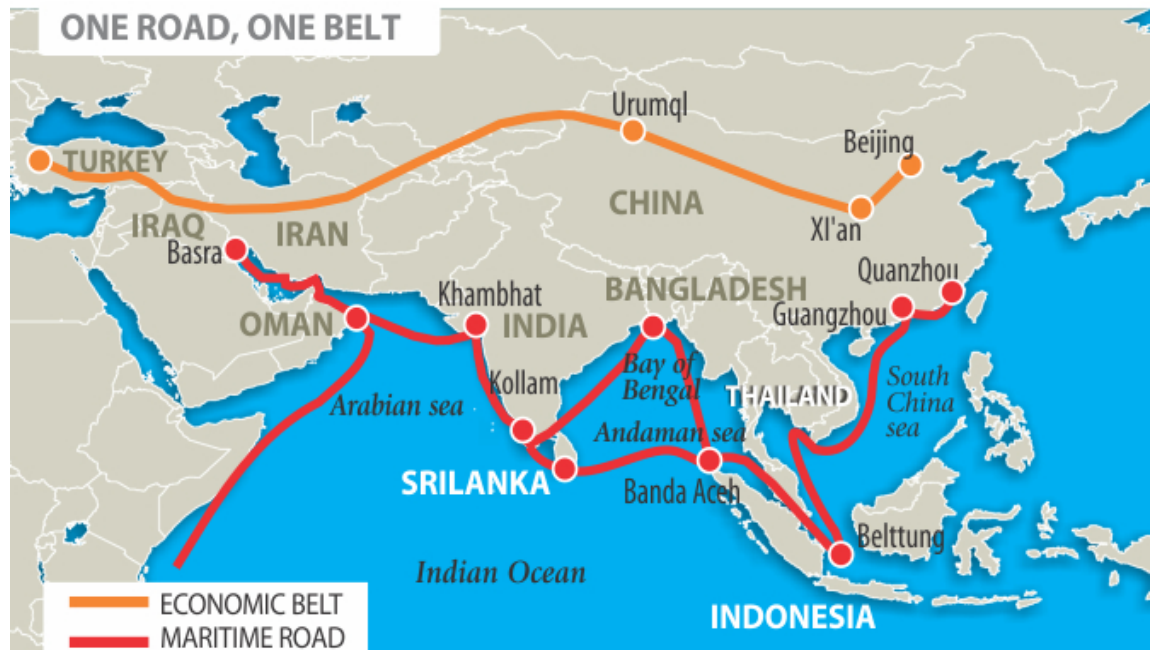 ONE ROAD, ONE BELT
Urumql
Beijing
TURKEY
CHINA
IRAQ
IRAN
XI'an
Basra
Quanzhou
Khambhat
BANGLADESH
Guangzhou
OMAN
INDIA
Bay of
Bengal
Kollam
South
China
sea
THAILAND
Arabian sea
Andaman sea
SRILANKA
Banda Aceh
Belttung
Indian Ocean
INDONESIA
ECONOMIC BELT
MARITIME ROAD